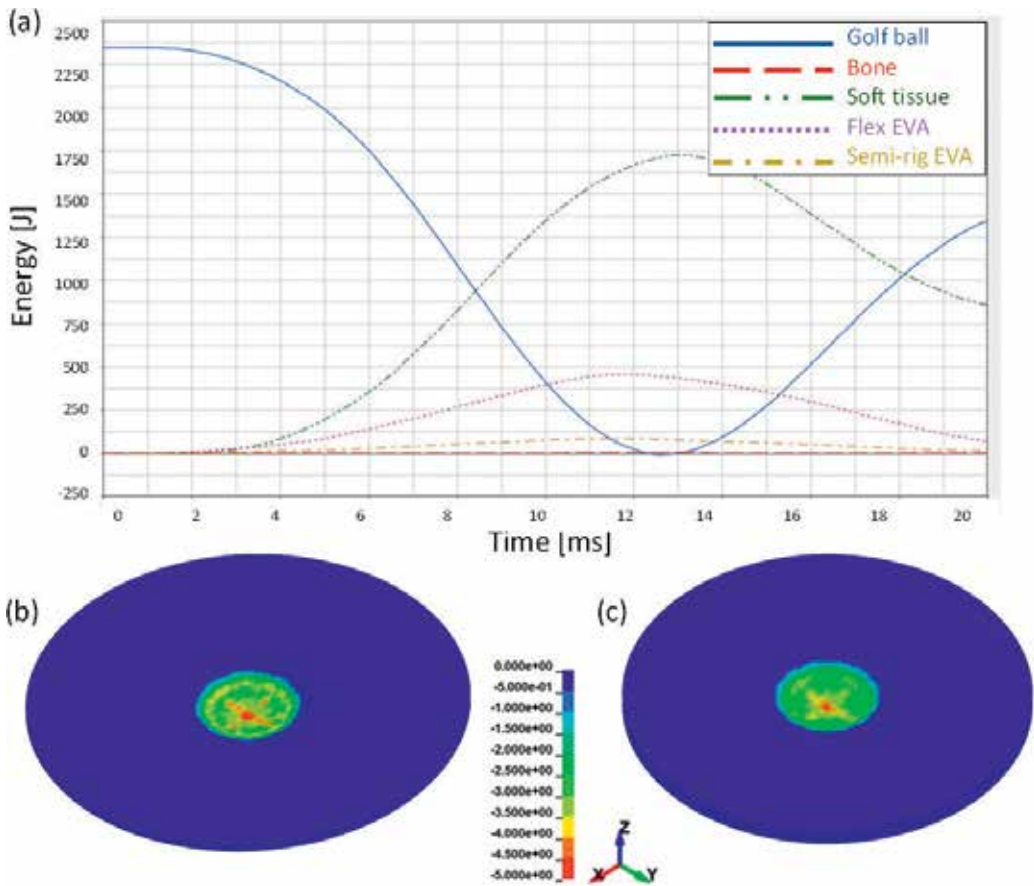 (a)
2500
2250
2000
1750
1500
1250
1000
750
500
250
0
-250
Energy [J]
Golf ball
Bone
Soft tissue
Flex EVA
Semi-rig EVA
0 2 4 6 8 10 12 14 16 18 20
Time [ms]
(b)
0.000e+00
-5.000e-01
-1.000e+00
-1.500e+00
-2.000e+00
-2.500e+00
-3.000e+00
-3.500e+00
-4.000e+00
-4.500e+00
-5.000e+00
Z
X Y
(c)